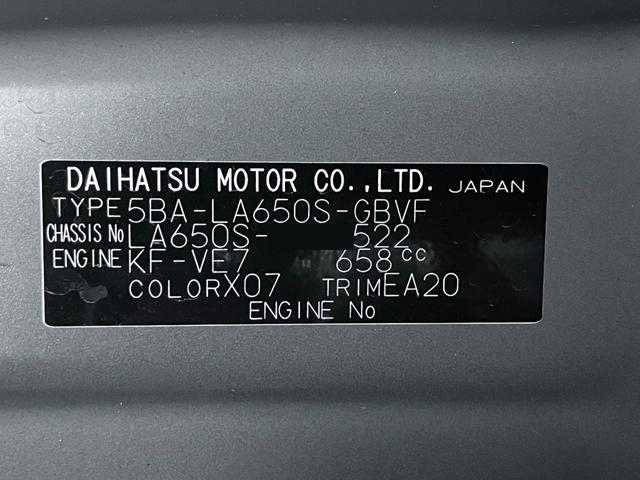 DAIHATSU MOTOR CO.,LTD. JAPAN
TYPE 5BA-LA650S-GBVF
CHASSIS No LA650S- 522
ENGINE KF-VE7 658cc
COLOR X07 TRIM EA20
ENGINE No